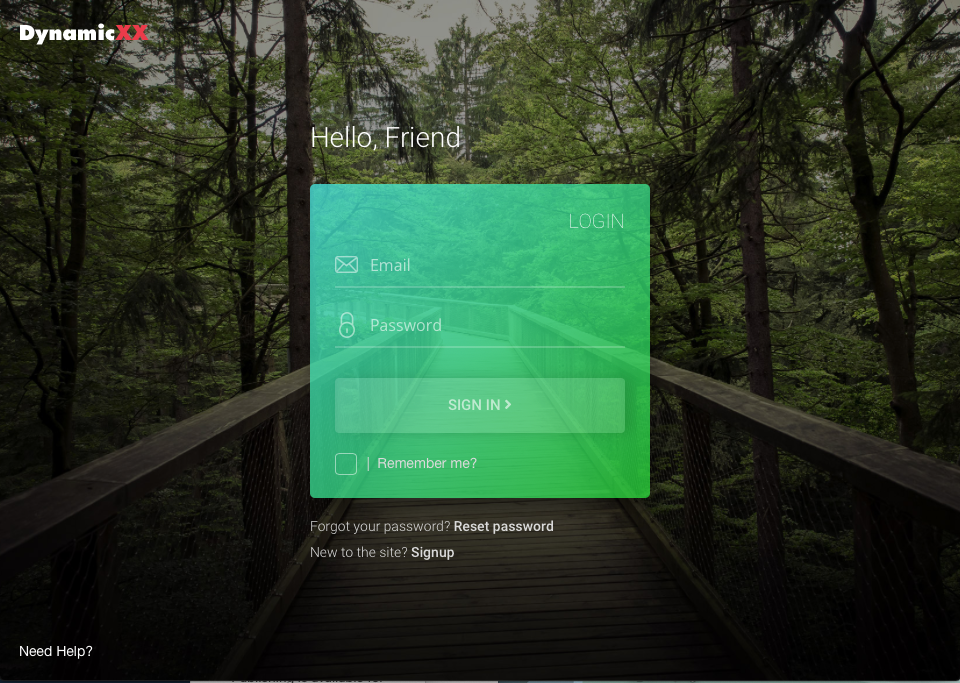 DynamicXX
Hello, Friend
LOGIN
Email
Password
SIGN IN >
| Remember me?
Forgot your password? Reset password
New to the site? Signup
Need Help?